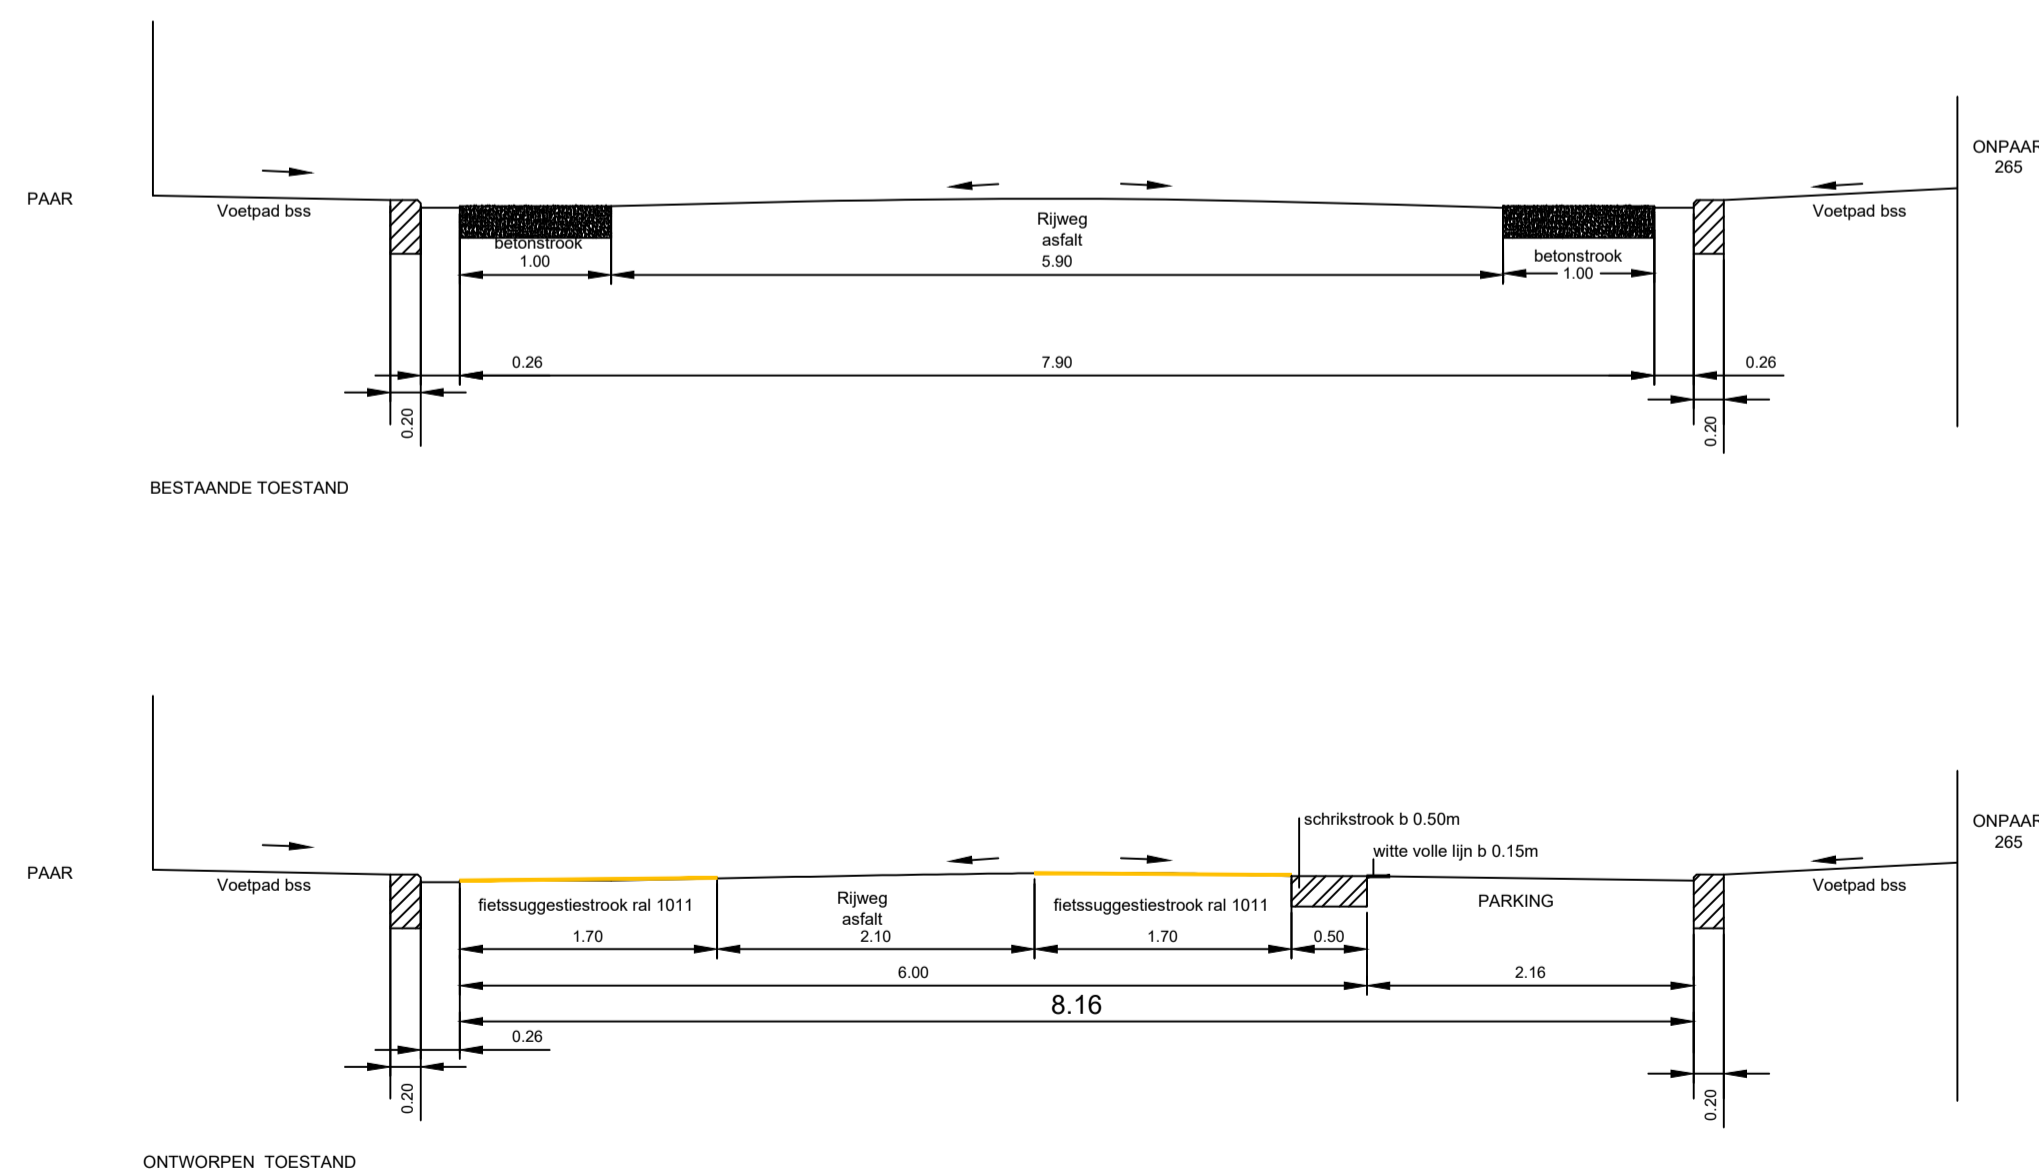 ONPAAR
265
PAAR
Voetpad bss
Voetpad bss
Rijweg
asfalt
betonstrook
1.00
5.90
betonstrook
1.00
0.26
7.90
0.26
0.20
0.20
BESTAANDE TOESTAND
schrikstrook b 0.50m
ONPAAR
265
witte volle lijn b 0.15m
PAAR
Voetpad bss
Voetpad bss
fietssuggestiestrook ral 1011
Rijweg
asfalt
fietssuggestiestrook ral 1011
PARKING
1.70
2.10
1.70
0.50
6.00
2.16
8.16
0.26
0.20
0.20
ONTWORPEN TOESTAND